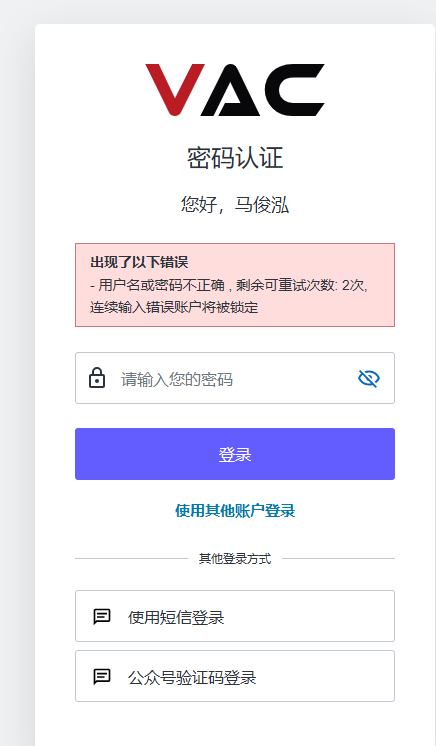 VAC
密码认证
您好，马俊泓
出现了以下错误
- 用户名或密码不正确 , 剩余可重试次数: 2次,
连续输入错误账户将被锁定
请输入您的密码
登录
使用其他账户登录
其他登录方式
使用短信登录
公众号验证码登录